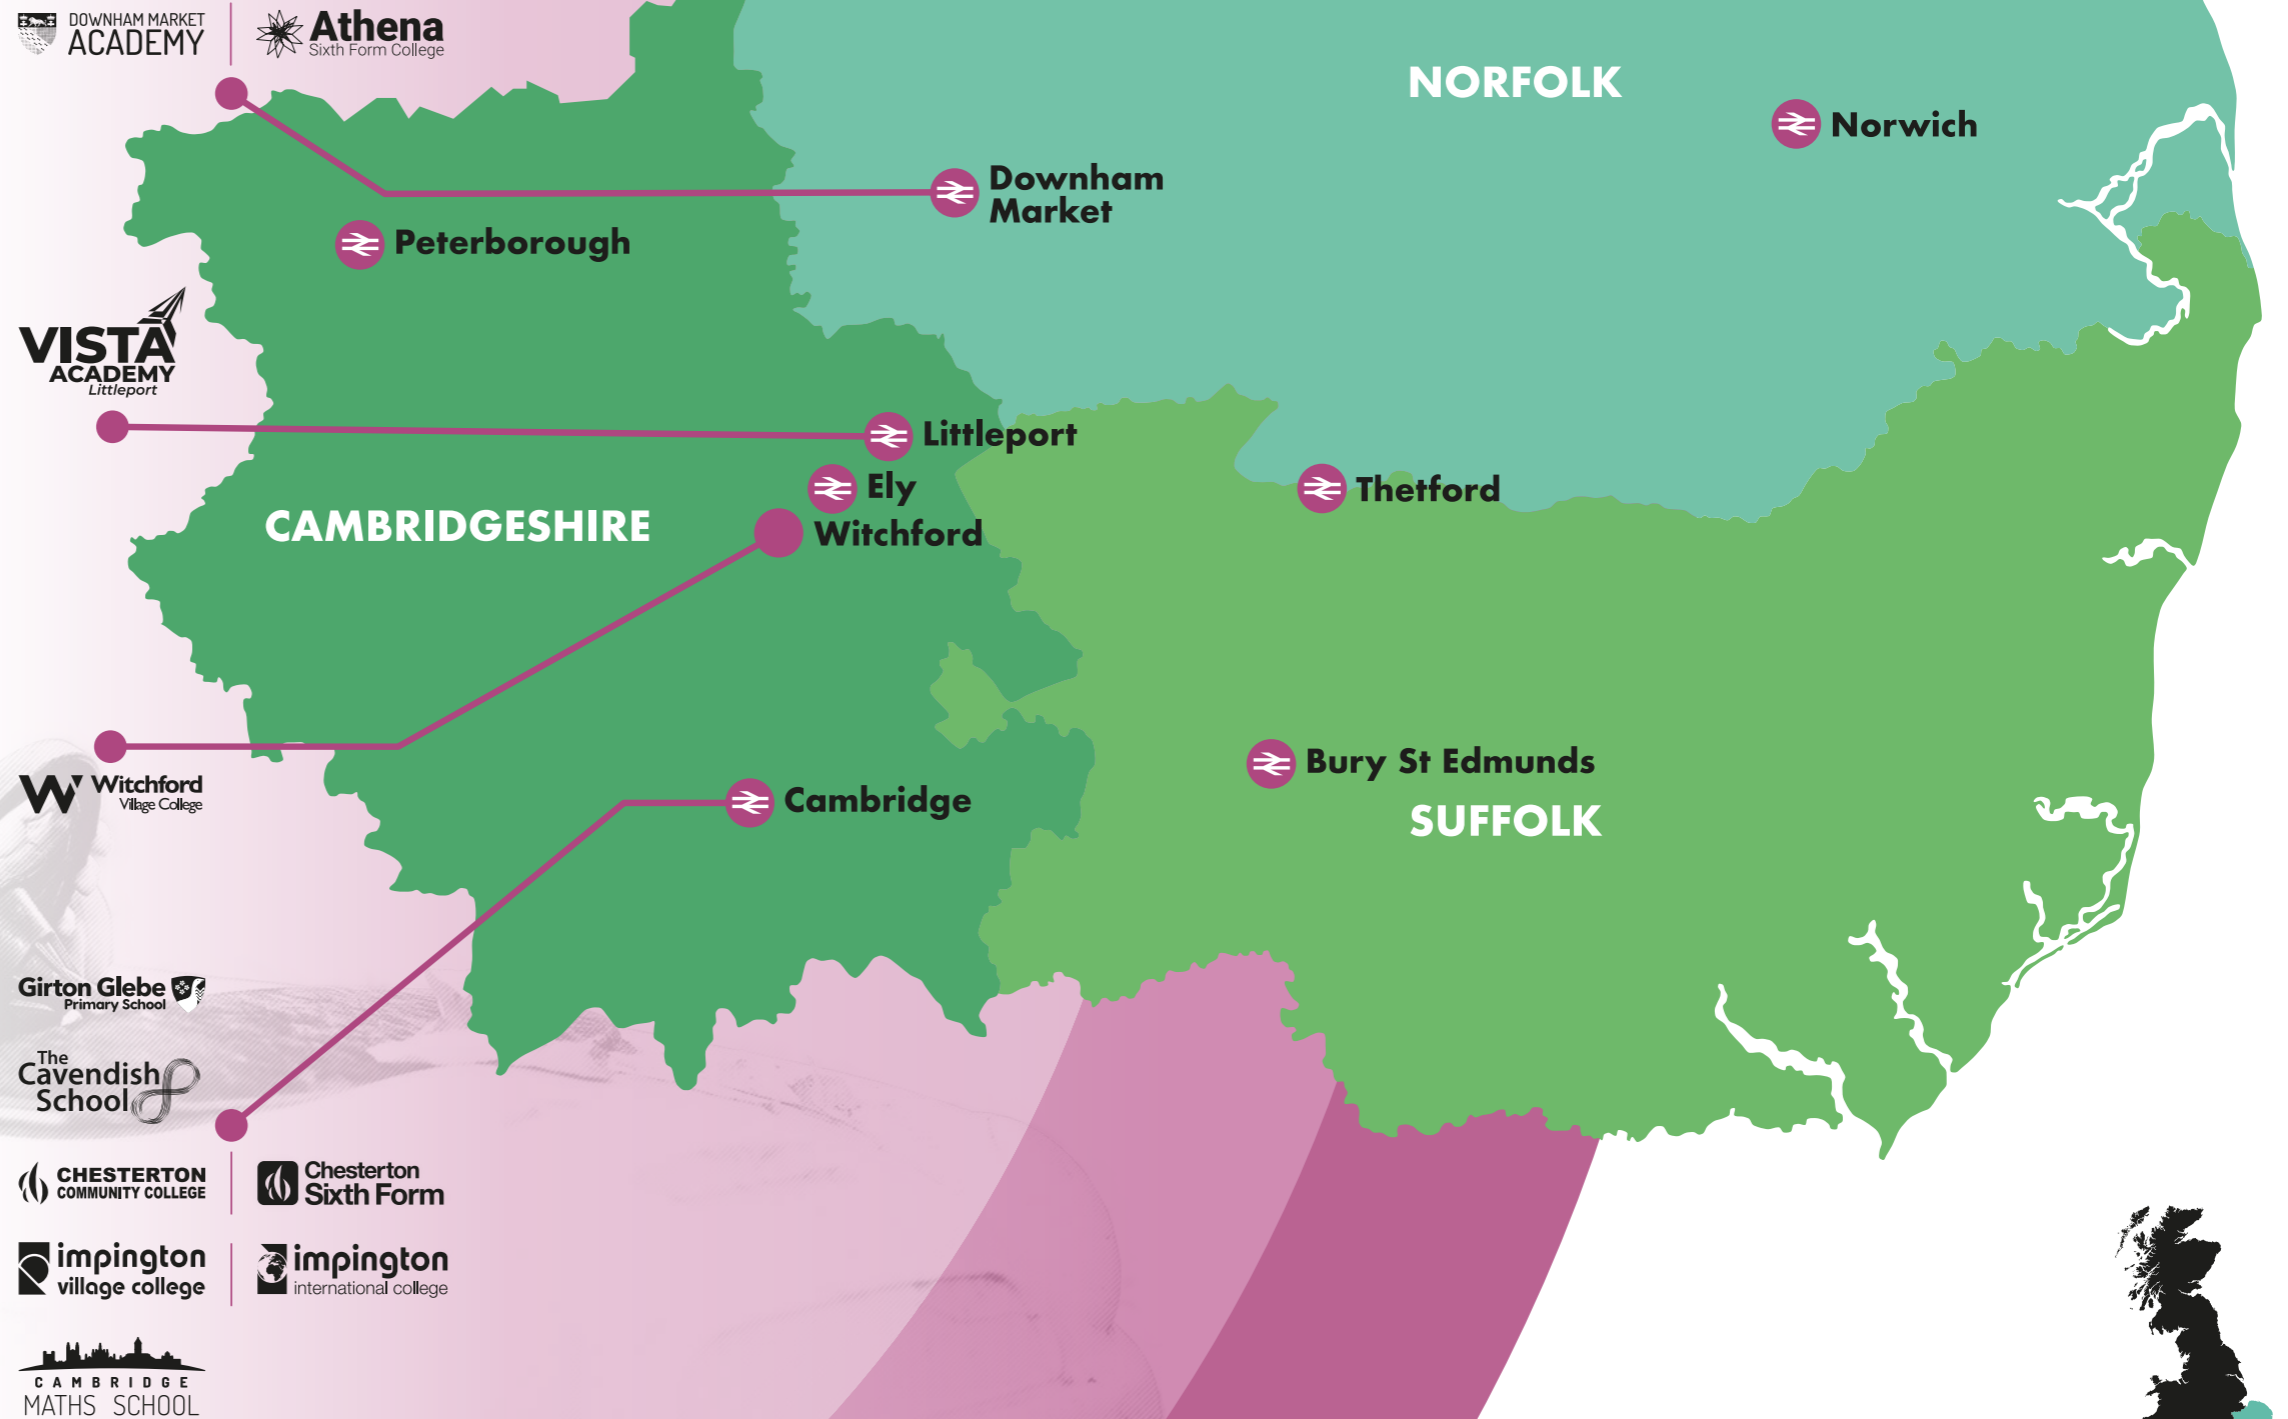 DOWNHAM MARKET
ACADEMY
Athena
Sixth Form College
NORFOLK
Norwich
Downham
Market
Peterborough
VISTA
ACADEMY
Littleport
Littleport
Ely
Thetford
CAMBRIDGESHIRE
Witchford
Witchford
Village College
Cambridge
Bury St Edmunds
SUFFOLK
Girton Glebe
Primary School
The
Cavendish
School
CHESTERTON
COMMUNITY COLLEGE
Chesterton
Sixth Form
impington
village college
impington
international college
CAMBRIDGE
MATHS SCHOOL